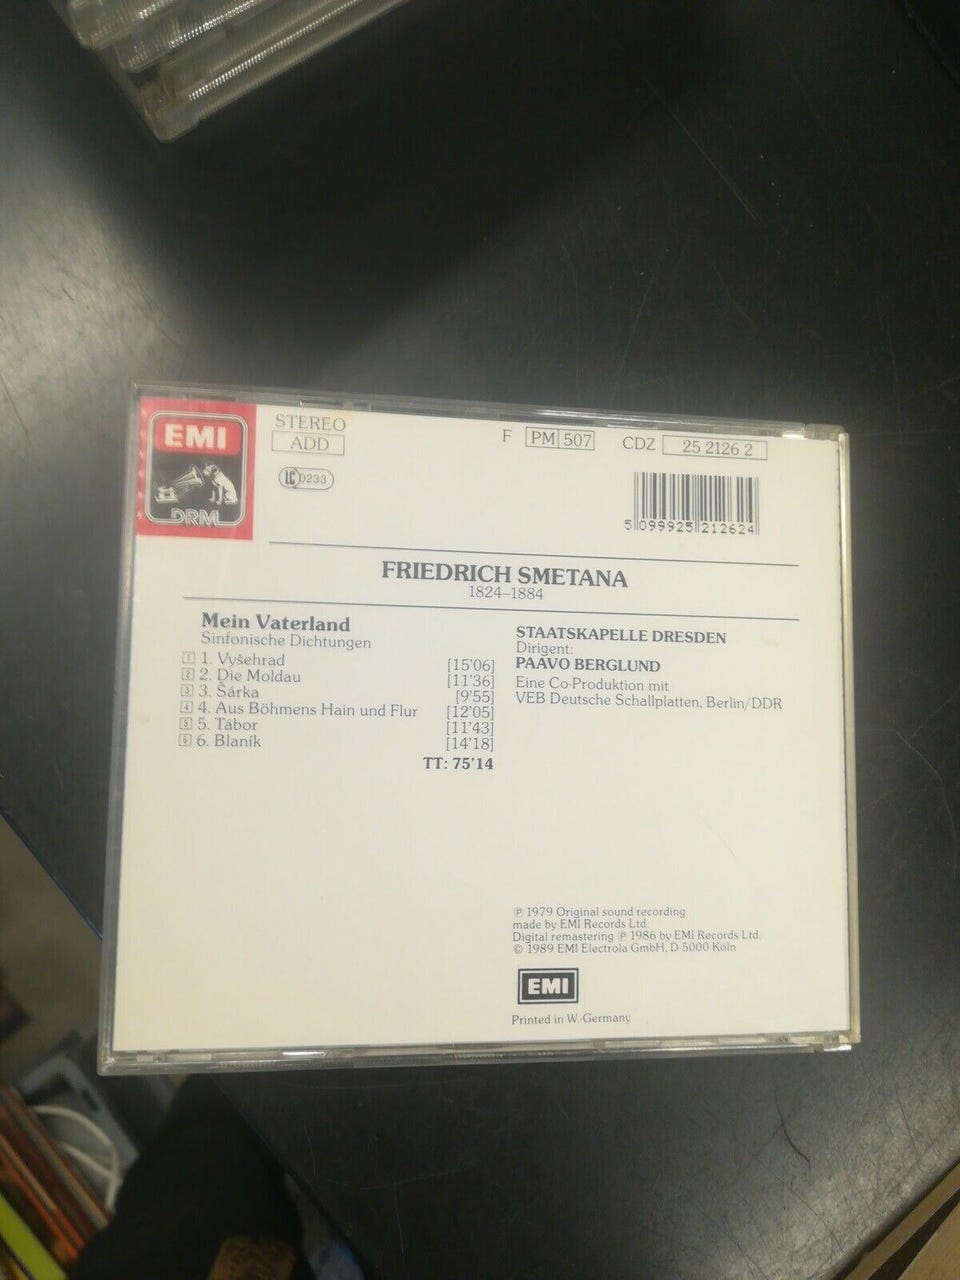 EMI
DRM
STEREO
ADD
LC 0233
F PM 507 CDZ 25 2126 2
5 099925 212624
FRIEDRICH SMETANA
1824–1884
Mein Vaterland
Sinfonische Dichtungen
1 1. Vyšehrad [15'06]
2 2. Die Moldau [11'36]
3 3. Šárka [9'55]
4 4. Aus Böhmens Hain und Flur [12'05]
5 5. Tábor [11'43]
6 6. Blaník [14'18]
TT: 75'14
STAATSKAPELLE DRESDEN
Dirigent:
PAAVO BERGLUND
Eine Co-Produktion mit
VEB Deutsche Schallplatten, Berlin/DDR
℗ 1979 Original sound recording
made by EMI Records Ltd.
Digital remastering ℗ 1986 by EMI Records Ltd.
© 1989 EMI Electrola GmbH, D-5000 Köln
EMI
Printed in W.-Germany